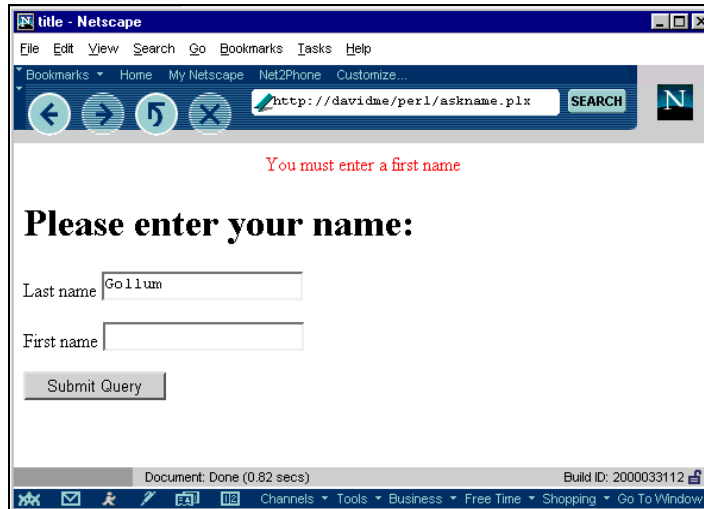 N title - Netscape
File Edit View Search Go Bookmarks Tasks Help
Bookmarks Home My Netscape Net2Phone Customize...
http://davidme/perl/askname.plx SEARCH N
You must enter a first name
Please enter your name:
Last name Gollum
First name
Submit Query
Document: Done (0.82 secs) Build ID: 2000033112
Channels Tools Business Free Time Shopping Go To Window